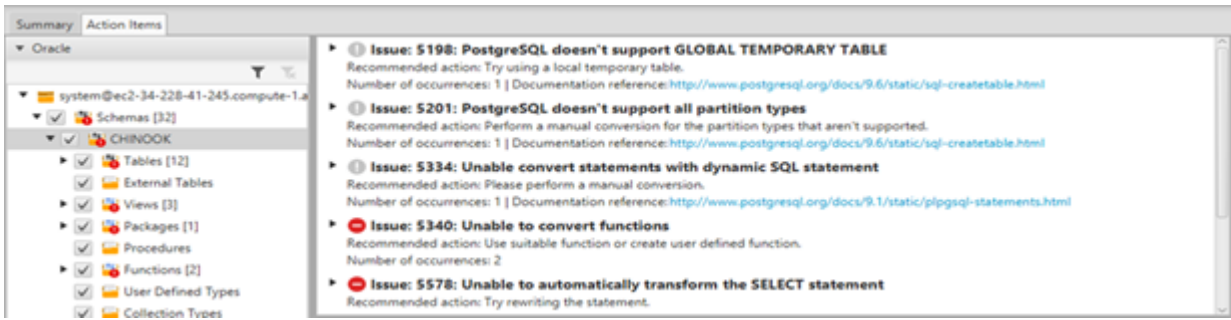 Summary
Action Items
Oracle
system@ec2-34-228-41-245.compute-1.a
Schemas [32]
CHINOOK
Tables [12]
External Tables
Views [3]
Packages [1]
Procedures
Functions [2]
User Defined Types
Collection Types
Issue: 5198: PostgreSQL doesn't support GLOBAL TEMPORARY TABLE
Recommended action: Try using a local temporary table.
Number of occurrences: 1 | Documentation reference:http://www.postgresql.org/docs/9.6/static/sql-createtable.html
Issue: 5201: PostgreSQL doesn't support all partition types
Recommended action: Perform a manual conversion for the partition types that aren't supported.
Number of occurrences: 1 | Documentation reference:http://www.postgresql.org/docs/9.6/static/sql-createtable.html
Issue: 5334: Unable convert statements with dynamic SQL statement
Recommended action: Please perform a manual conversion.
Number of occurrences: 1 | Documentation reference:http://www.postgresql.org/docs/9.1/static/plpgsql-statements.html
Issue: 5340: Unable to convert functions
Recommended action: Use suitable function or create user defined function.
Number of occurrences: 2
Issue: 5578: Unable to automatically transform the SELECT statement
Recommended action: Try rewriting the statement.